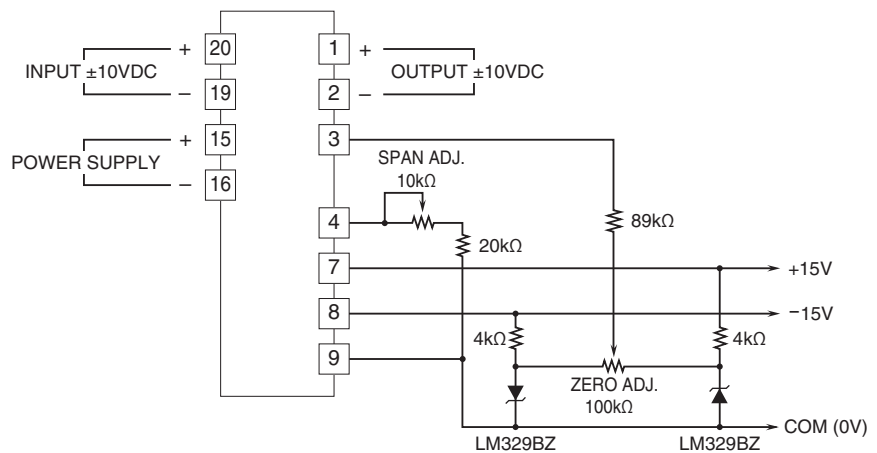 + 20
INPUT ±10VDC
− 19
+ 15
POWER SUPPLY
− 16
1 +
OUTPUT ±10VDC
2 −
3
SPAN ADJ.
10kΩ
4
20kΩ
89kΩ
7
+15V
8
−15V
4kΩ
4kΩ
9
ZERO ADJ.
100kΩ
COM (0V)
LM329BZ
LM329BZ